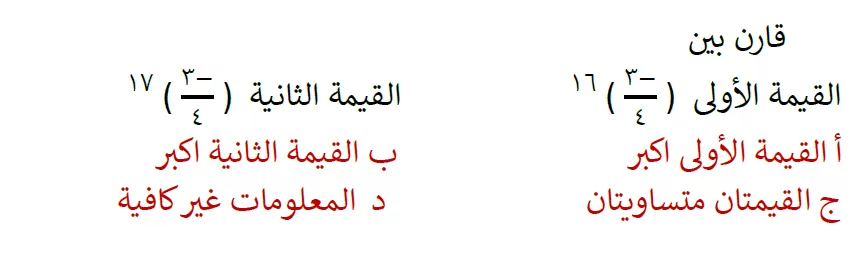 قارن بين
القيمة الأولى ( −٣/٤ ) ١٦ القيمة الثانية ( −٣/٤ ) ١٧
أ القيمة الأولى اكبر ب القيمة الثانية اكبر
ج القيمتان متساويتان د المعلومات غير كافية